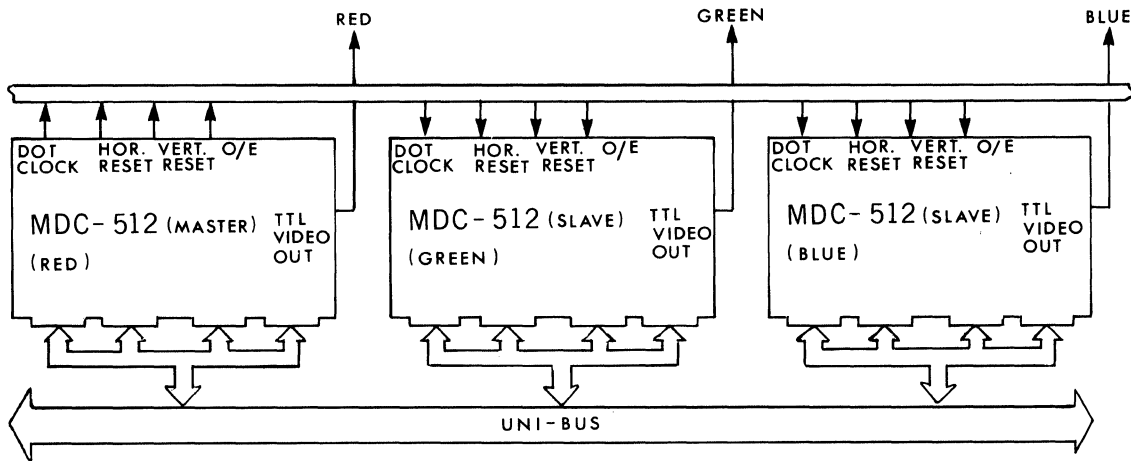 RED
GREEN
BLUE
DOT CLOCK
HOR. RESET
VERT. RESET
O/E
MDC-512 (MASTER)
(RED)
TTL VIDEO OUT
DOT CLOCK
HOR. RESET
VERT. RESET
O/E
MDC-512 (SLAVE)
(GREEN)
TTL VIDEO OUT
DOT CLOCK
HOR. RESET
VERT. RESET
O/E
MDC-512 (SLAVE)
(BLUE)
TTL VIDEO OUT
UNI-BUS